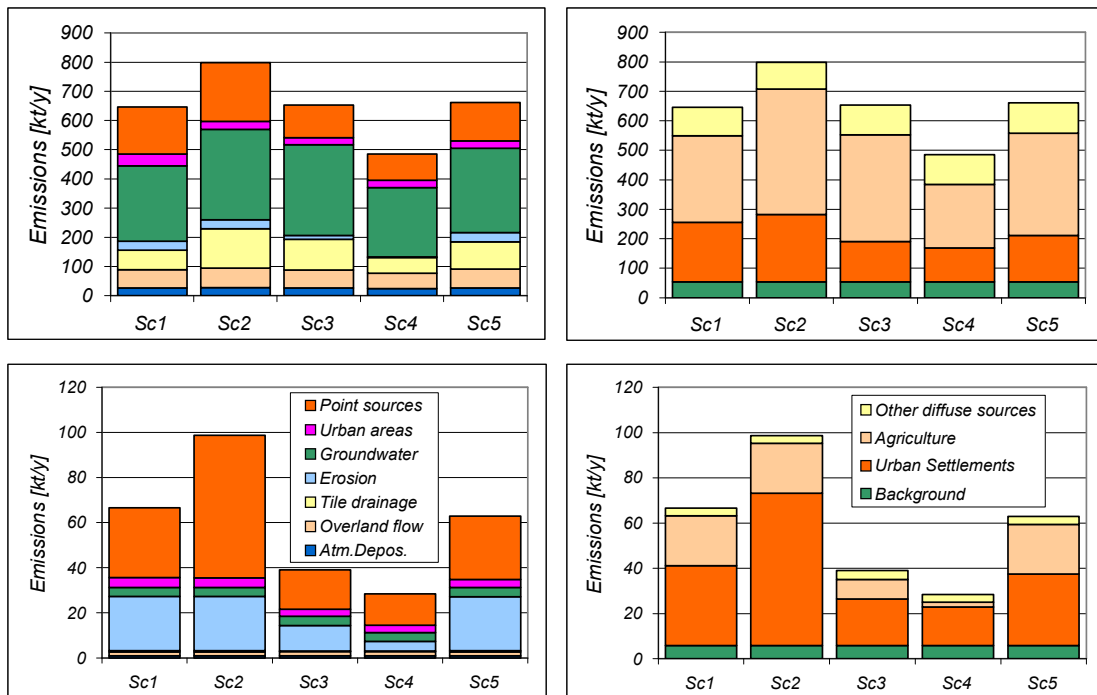 Emissions [kt/y]
900
800
700
600
500
400
300
200
100
0
Sc1 Sc2 Sc3 Sc4 Sc5
Emissions [kt/y]
900
800
700
600
500
400
300
200
100
0
Sc1 Sc2 Sc3 Sc4 Sc5
Emissions [kt/y]
120
100
80
60
40
20
0
Point sources
Urban areas
Groundwater
Erosion
Tile drainage
Overland flow
Atm.Depos.
Sc1 Sc2 Sc3 Sc4 Sc5
Emissions [kt/y]
120
100
80
60
40
20
0
Other diffuse sources
Agriculture
Urban Settlements
Background
Sc1 Sc2 Sc3 Sc4 Sc5